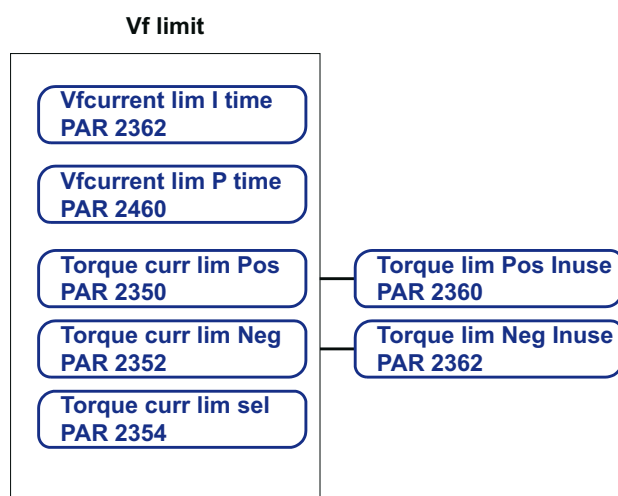 Vf limit
Vfcurrent lim I time
PAR 2362
Vfcurrent lim P time
PAR 2460
Torque curr lim Pos
PAR 2350
Torque lim Pos Inuse
PAR 2360
Torque curr lim Neg
PAR 2352
Torque lim Neg Inuse
PAR 2362
Torque curr lim sel
PAR 2354